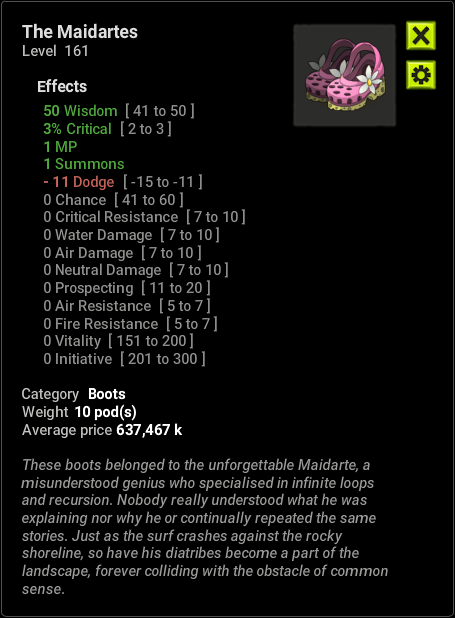 The Maidartes
Level 161
Effects
50 Wisdom [ 41 to 50 ]
3% Critical [ 2 to 3 ]
1 MP
1 Summons
- 11 Dodge [ -15 to -11 ]
0 Chance [ 41 to 60 ]
0 Critical Resistance [ 7 to 10 ]
0 Water Damage [ 7 to 10 ]
0 Air Damage [ 7 to 10 ]
0 Neutral Damage [ 7 to 10 ]
0 Prospecting [ 11 to 20 ]
0 Air Resistance [ 5 to 7 ]
0 Fire Resistance [ 5 to 7 ]
0 Vitality [ 151 to 200 ]
0 Initiative [ 201 to 300 ]
Category Boots
Weight 10 pod(s)
Average price 637,467 k
These boots belonged to the unforgettable Maidarte, a
misunderstood genius who specialised in infinite loops
and recursion. Nobody really understood what he was
explaining nor why he or continually repeated the same
stories. Just as the surf crashes against the rocky
shoreline, so have his diatribes become a part of the
landscape, forever colliding with the obstacle of common
sense.